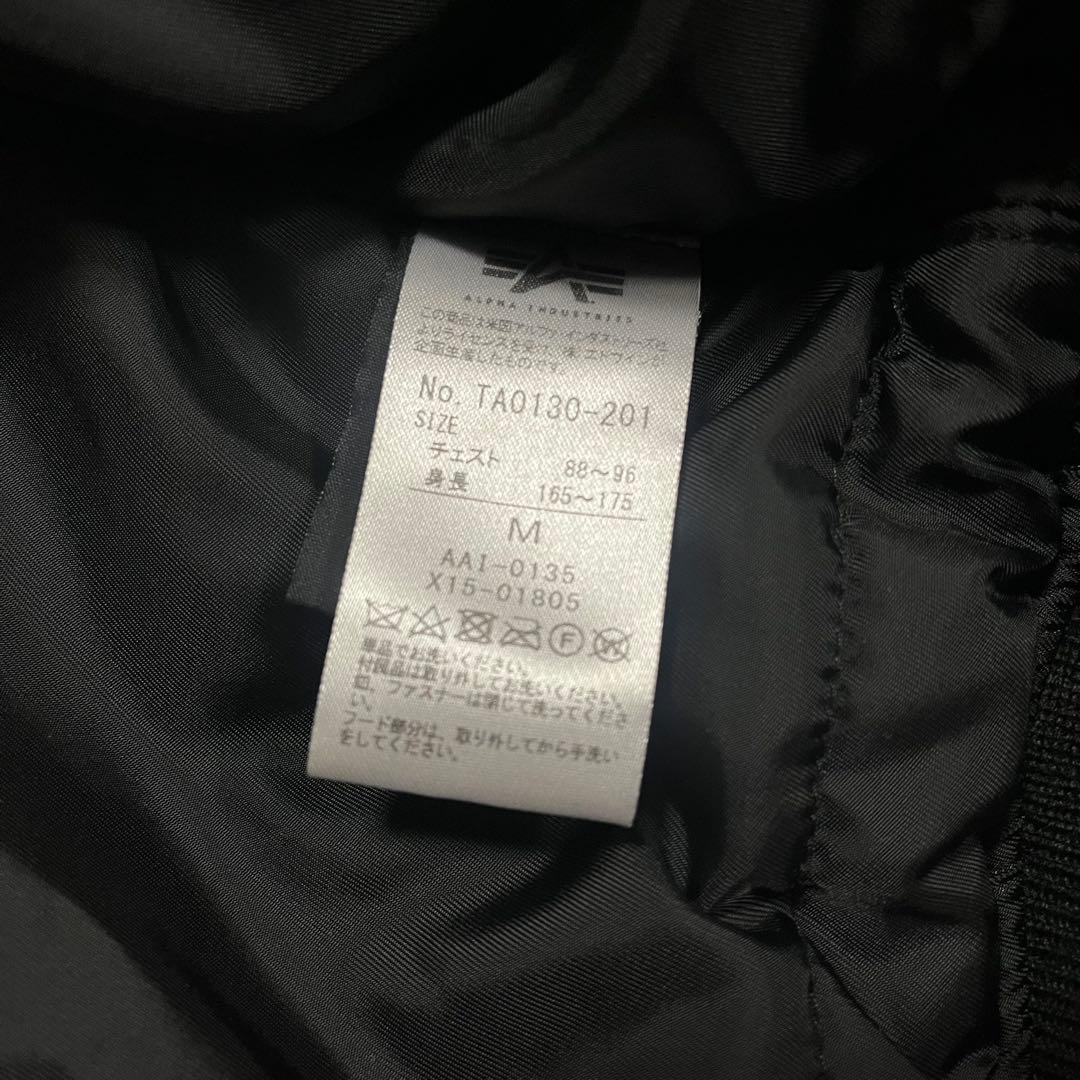 ALPHA INDUSTRIES
この商品は米国アルファ インダストリーズ社
よりライセンスを受け、㈱エドウインが
企画生産したものです。
No. TA0130-201
SIZE
チェスト 88～96
身長 165～175
M
AAI-0135
X15-01805
F W
単品でお洗いください。
付属品は取り外してお洗いください。
釦、ファスナーは閉じて洗ってくださ
い。
フード部分は、取り外してから手洗い
をしてください。